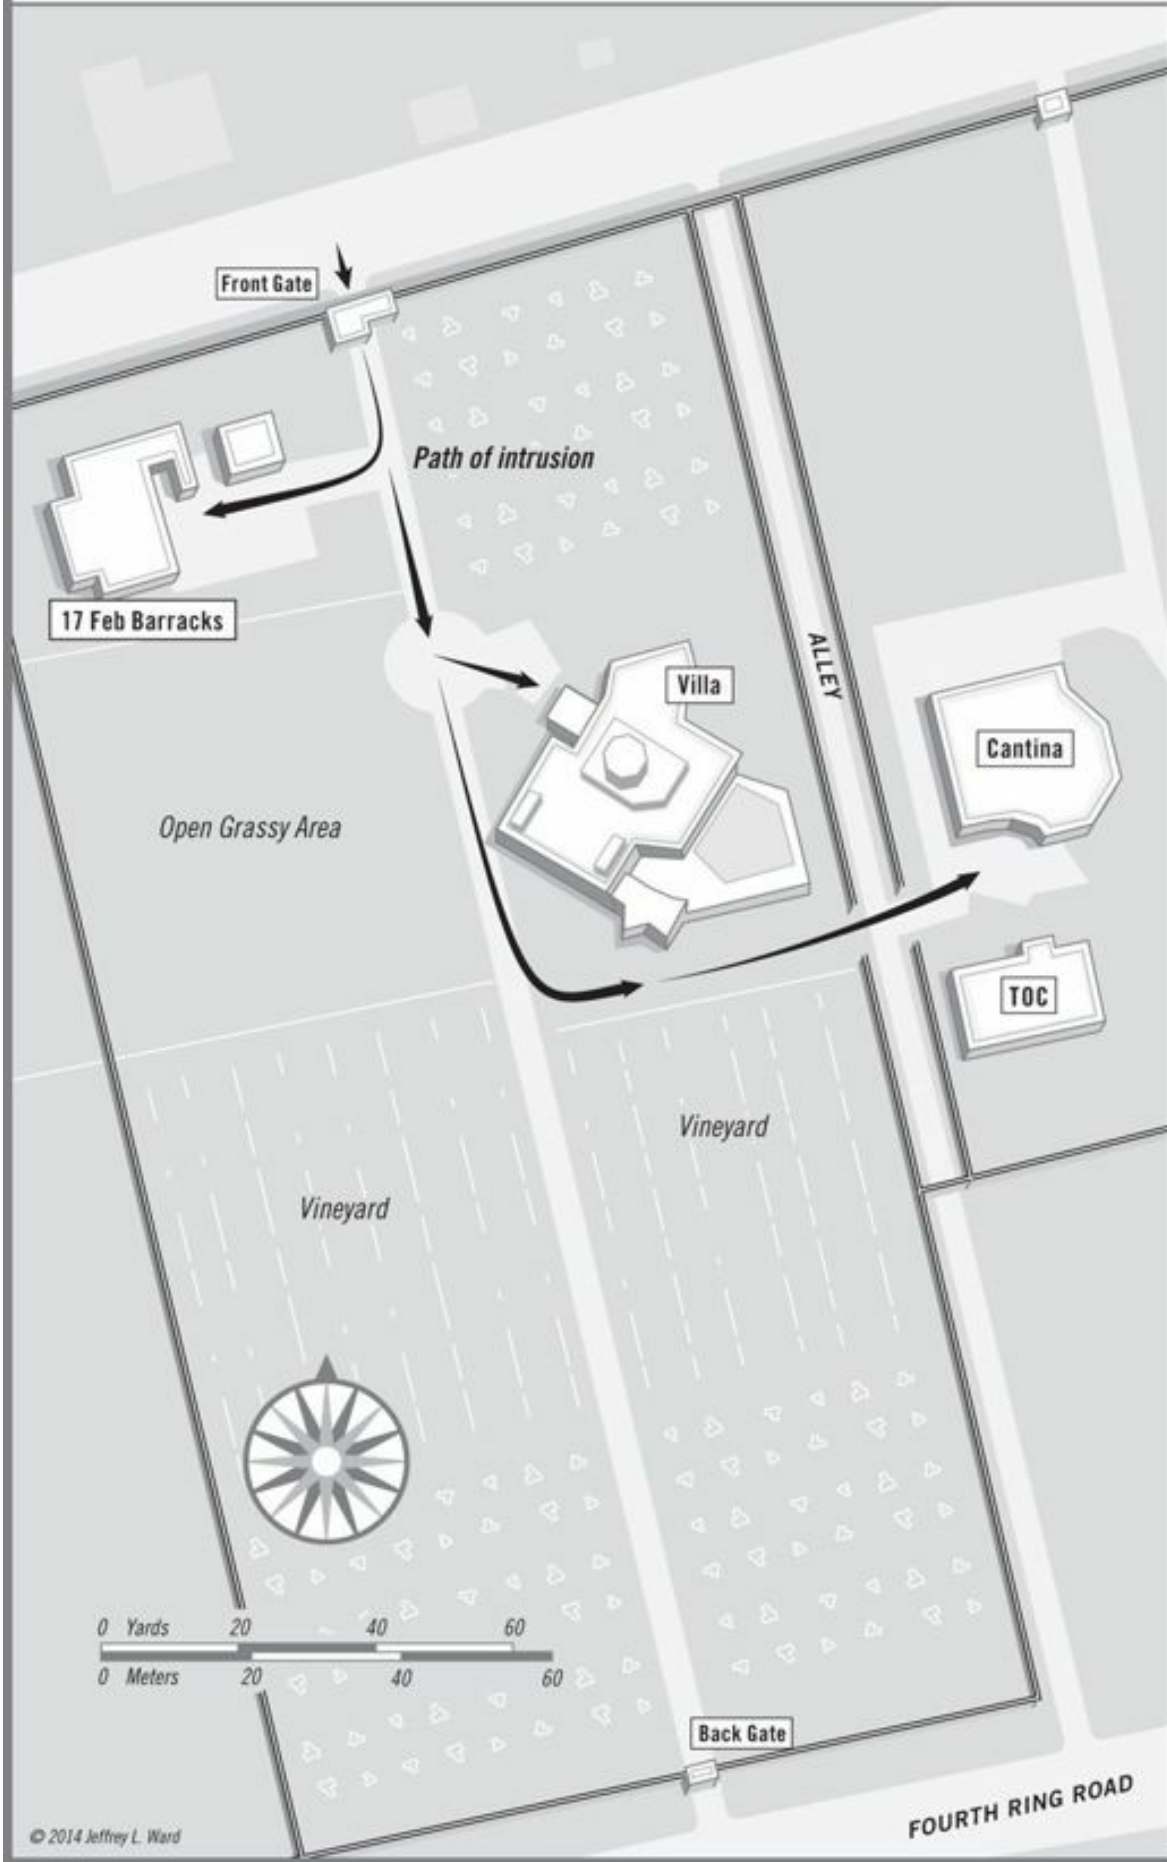 Front Gate
Path of intrusion
17 Feb Barracks
Villa
ALLEY
Cantina
Open Grassy Area
TOC
Vineyard
Vineyard
0 Yards 20 40 60
0 Meters 20 40 60
Back Gate
FOURTH RING ROAD
© 2014 Jeffrey L. Ward